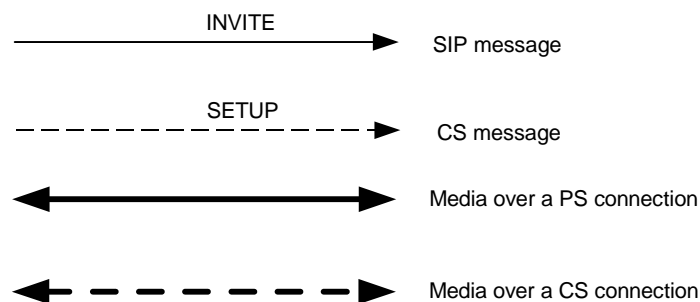 INVITE
SIP message
SETUP
CS message
Media over a PS connection
Media over a CS connection